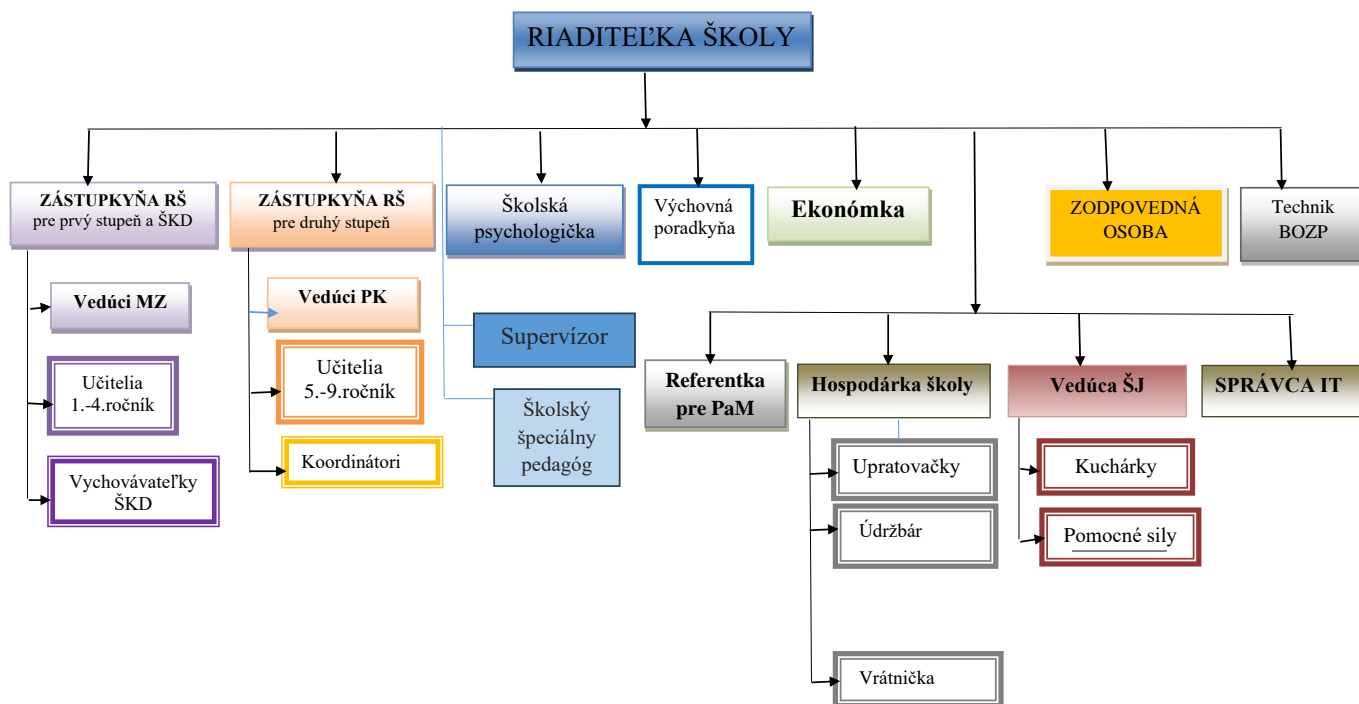 RIADITEĽKA ŠKOLY
ZÁSTUPKYŇA RŠ
pre prvý stupeň a ŠKD
ZÁSTUPKYŇA RŠ
pre druhý stupeň
Školská
psychologička
Výchovná
poradkyňa
Ekonómka
ZODPOVEDNÁ
OSOBA
Technik
BOZP
Vedúci MZ
Vedúci PK
Supervízor
Učitelia
1.-4.ročník
Učitelia
5.-9.ročník
Školský
špeciálny
pedagóg
Referentka
pre PaM
Hospodárka školy
Vedúca ŠJ
SPRÁVCA IT
Vychovávateľky
ŠKD
Koordinátori
Upratovačky
Kuchárky
Údržbár
Pomocné sily
Vrátnička